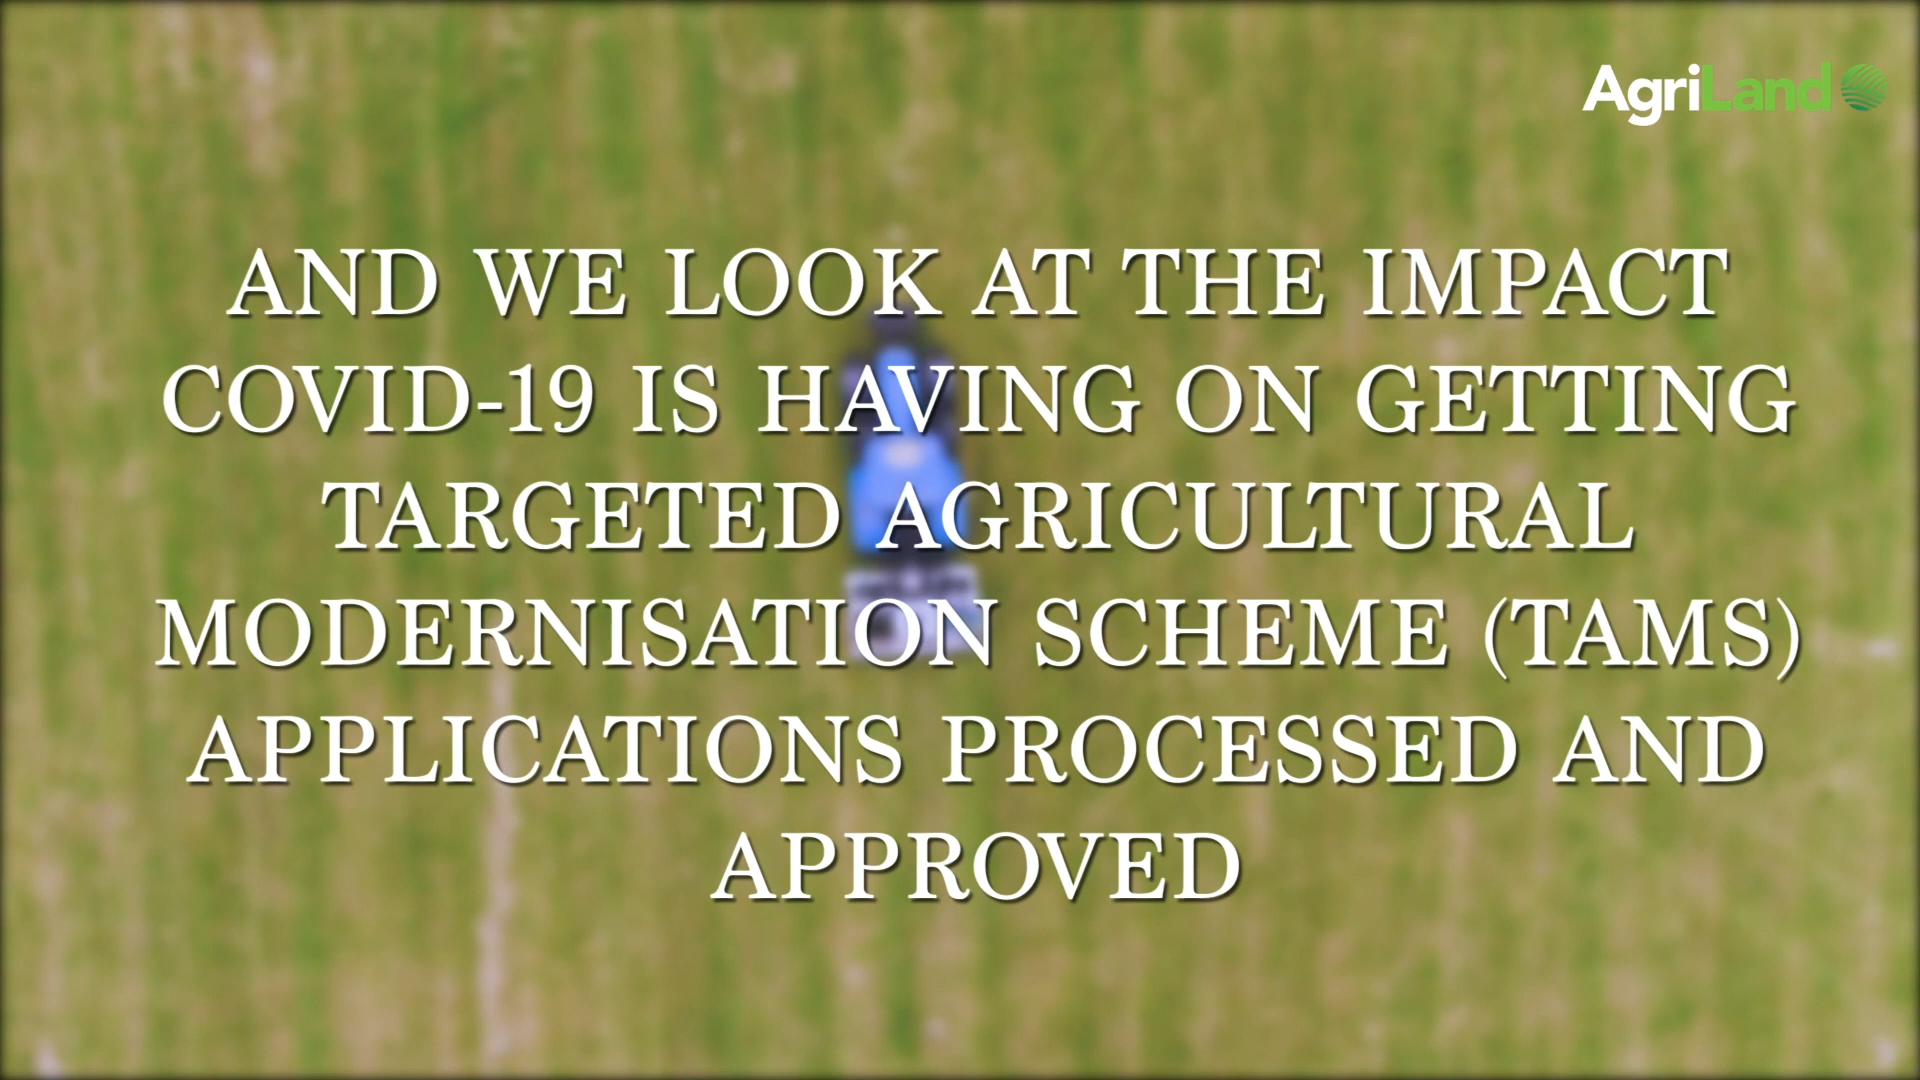 AgriLand
AND WE LOOK AT THE IMPACT
COVID-19 IS HAVING ON GETTING
TARGETED AGRICULTURAL
MODERNISATION SCHEME (TAMS)
APPLICATIONS PROCESSED AND
APPROVED